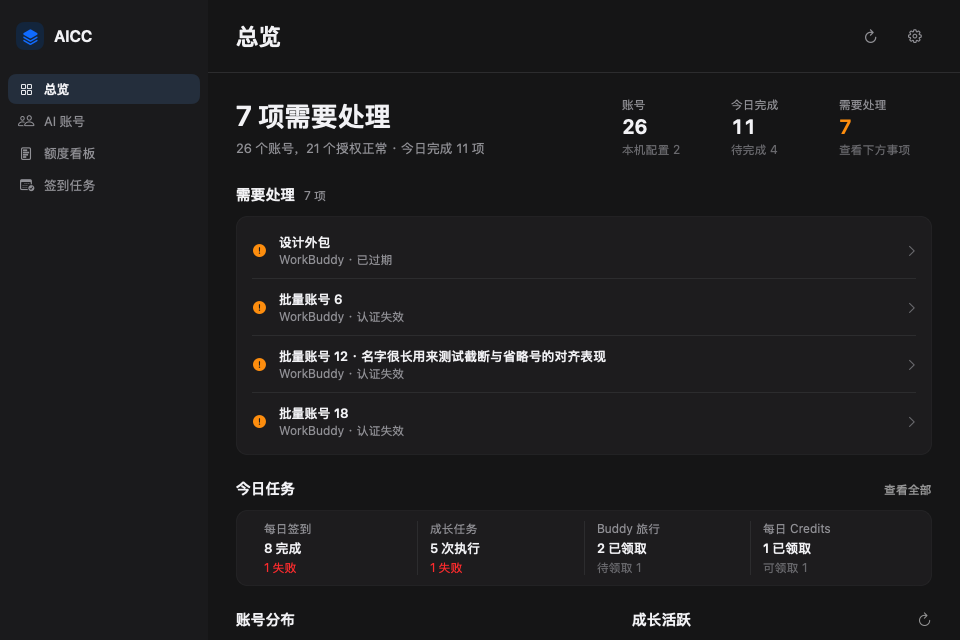 AICC
总览
AI 账号
额度看板
签到任务
总览
7 项需要处理
26 个账号，21 个授权正常 · 今日完成 11 项
账号
26
本机配置 2
今日完成
11
待完成 4
需要处理
7
查看下方事项
需要处理 7 项
设计外包
WorkBuddy · 已过期
批量账号 6
WorkBuddy · 认证失效
批量账号 12 · 名字很长用来测试截断与省略号的对齐表现
WorkBuddy · 认证失效
批量账号 18
WorkBuddy · 认证失效
今日任务
查看全部
每日签到
8 完成
1 失败
成长任务
5 次执行
1 失败
Buddy 旅行
2 已领取
待领取 1
每日 Credits
1 已领取
可领取 1
账号分布
成长活跃